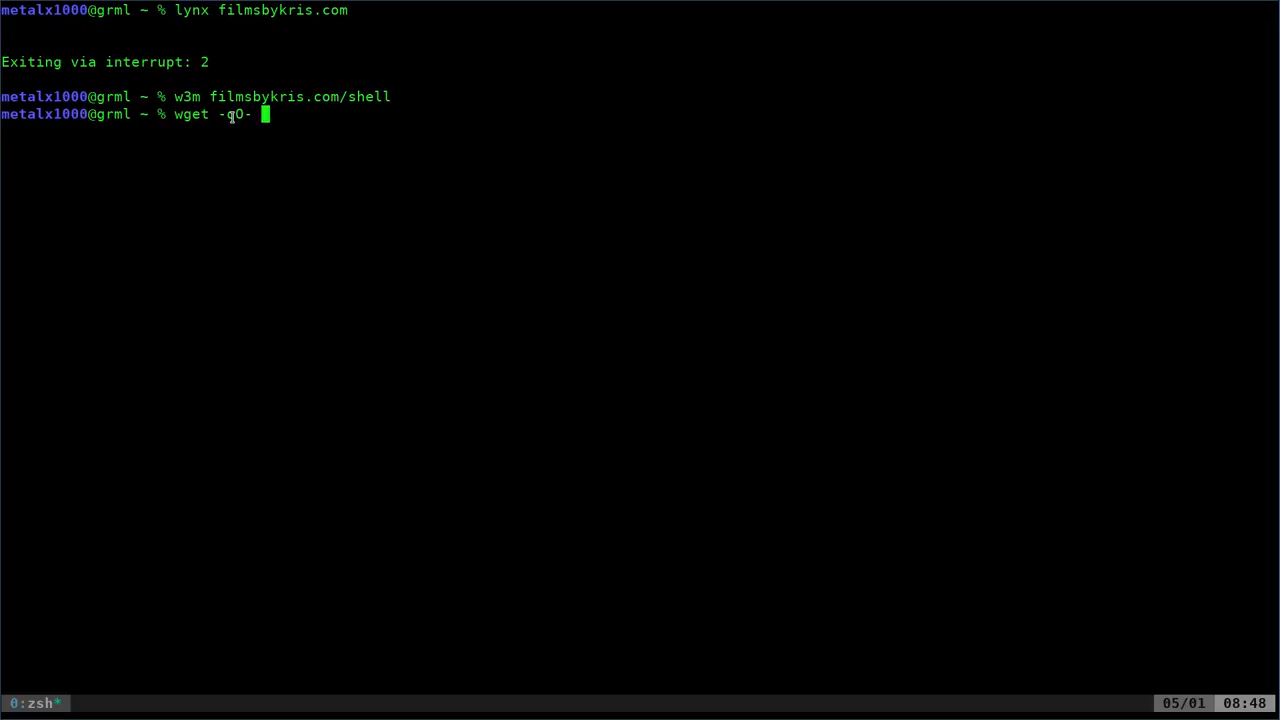 metalx1000@grml ~ % lynx filmsbykris.com
Exiting via interrupt: 2
metalx1000@grml ~ % w3m filmsbykris.com/shell
metalx1000@grml ~ % wget -qO-
0:zsh* 05/01 08:48